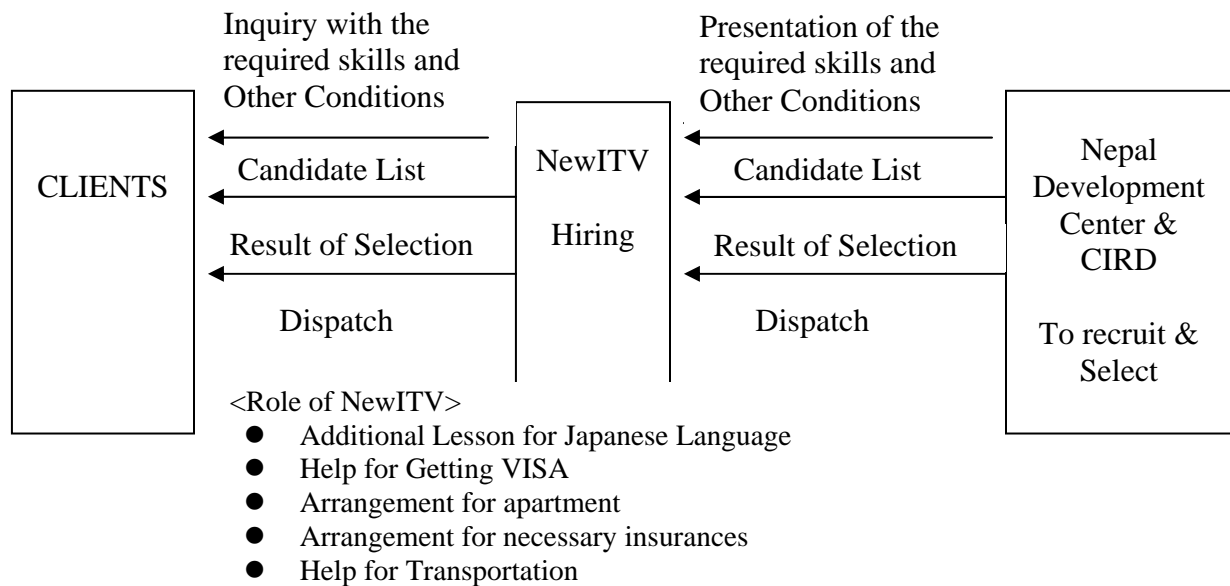 Inquiry with the
required skills and
Other Conditions
Presentation of the
required skills and
Other Conditions
CLIENTS
Candidate List
NewITV
Hiring
Candidate List
Nepal
Development
Center &
CIRD
To recruit &
Select
Result of Selection
Result of Selection
Dispatch
Dispatch
<Role of NewITV>
● Additional Lesson for Japanese Language
● Help for Getting VISA
● Arrangement for apartment
● Arrangement for necessary insurances
● Help for Transportation